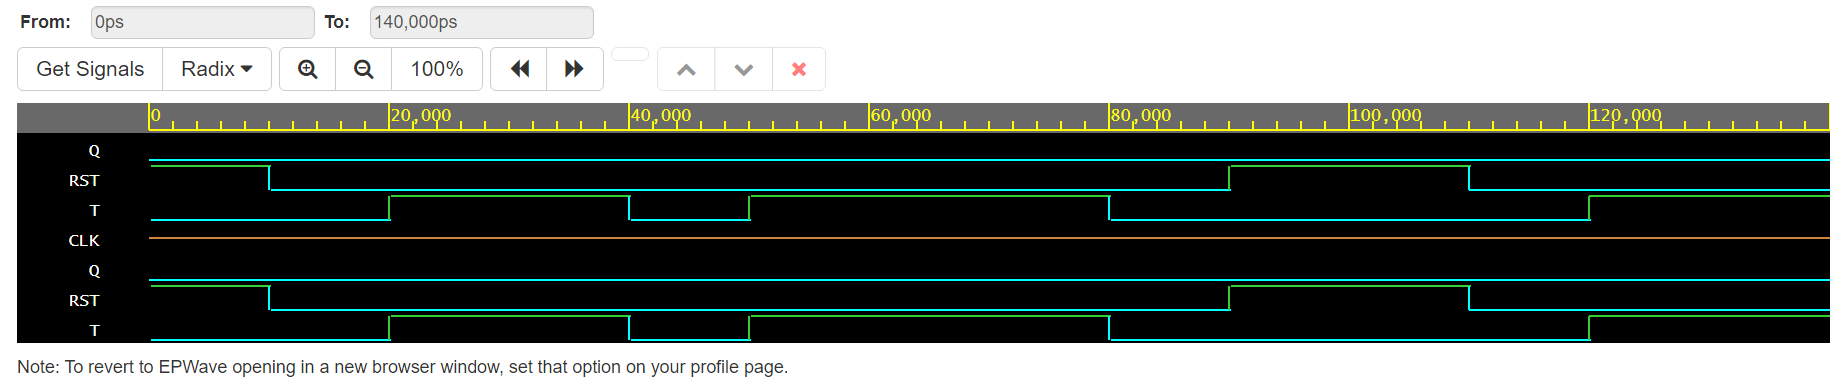 From: 0ps To: 140,000ps
Get Signals Radix 100%
0 20,000 40,000 60,000 80,000 100,000 120,000
Q
RST
T
CLK
Q
RST
T
Note: To revert to EPWave opening in a new browser window, set that option on your profile page.